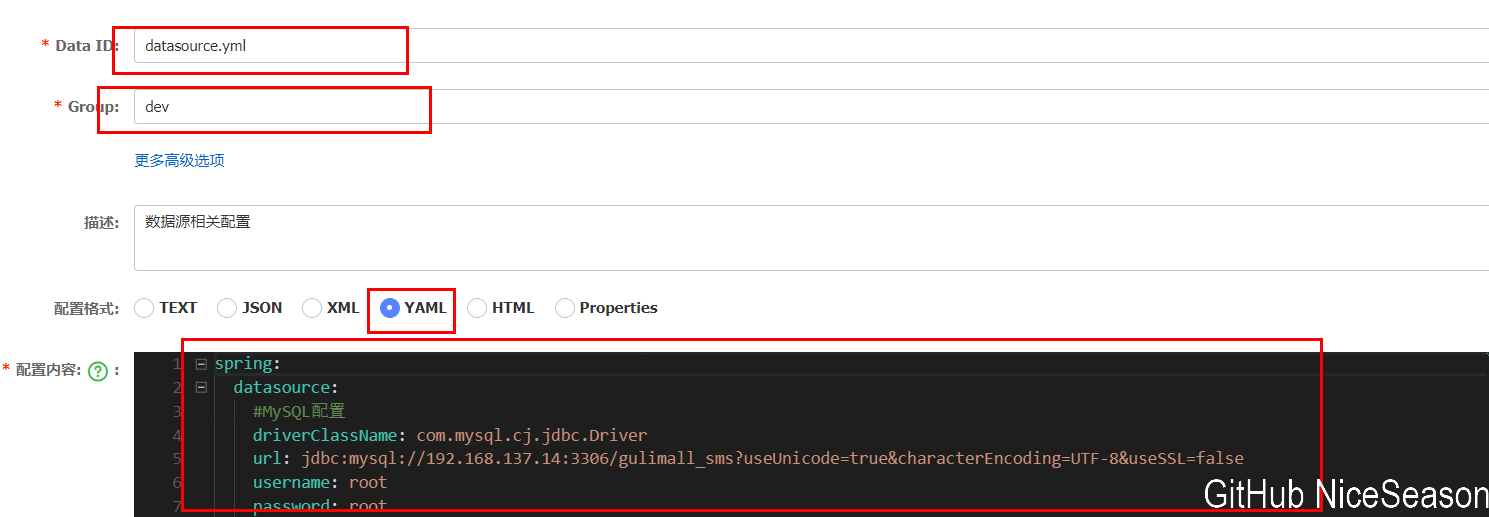 * Data ID: datasource.yml
* Group: dev
更多高级选项
描述: 数据源相关配置
配置格式: TEXT JSON XML YAML HTML Properties
* 配置内容: ? :
1 spring:
2 datasource:
3 #MySQL配置
4 driverClassName: com.mysql.cj.jdbc.Driver
5 url: jdbc:mysql://192.168.137.14:3306/gulimall_sms?useUnicode=true&characterEncoding=UTF-8&useSSL=false
6 username: root
7 password: root
GitHub NiceSeason